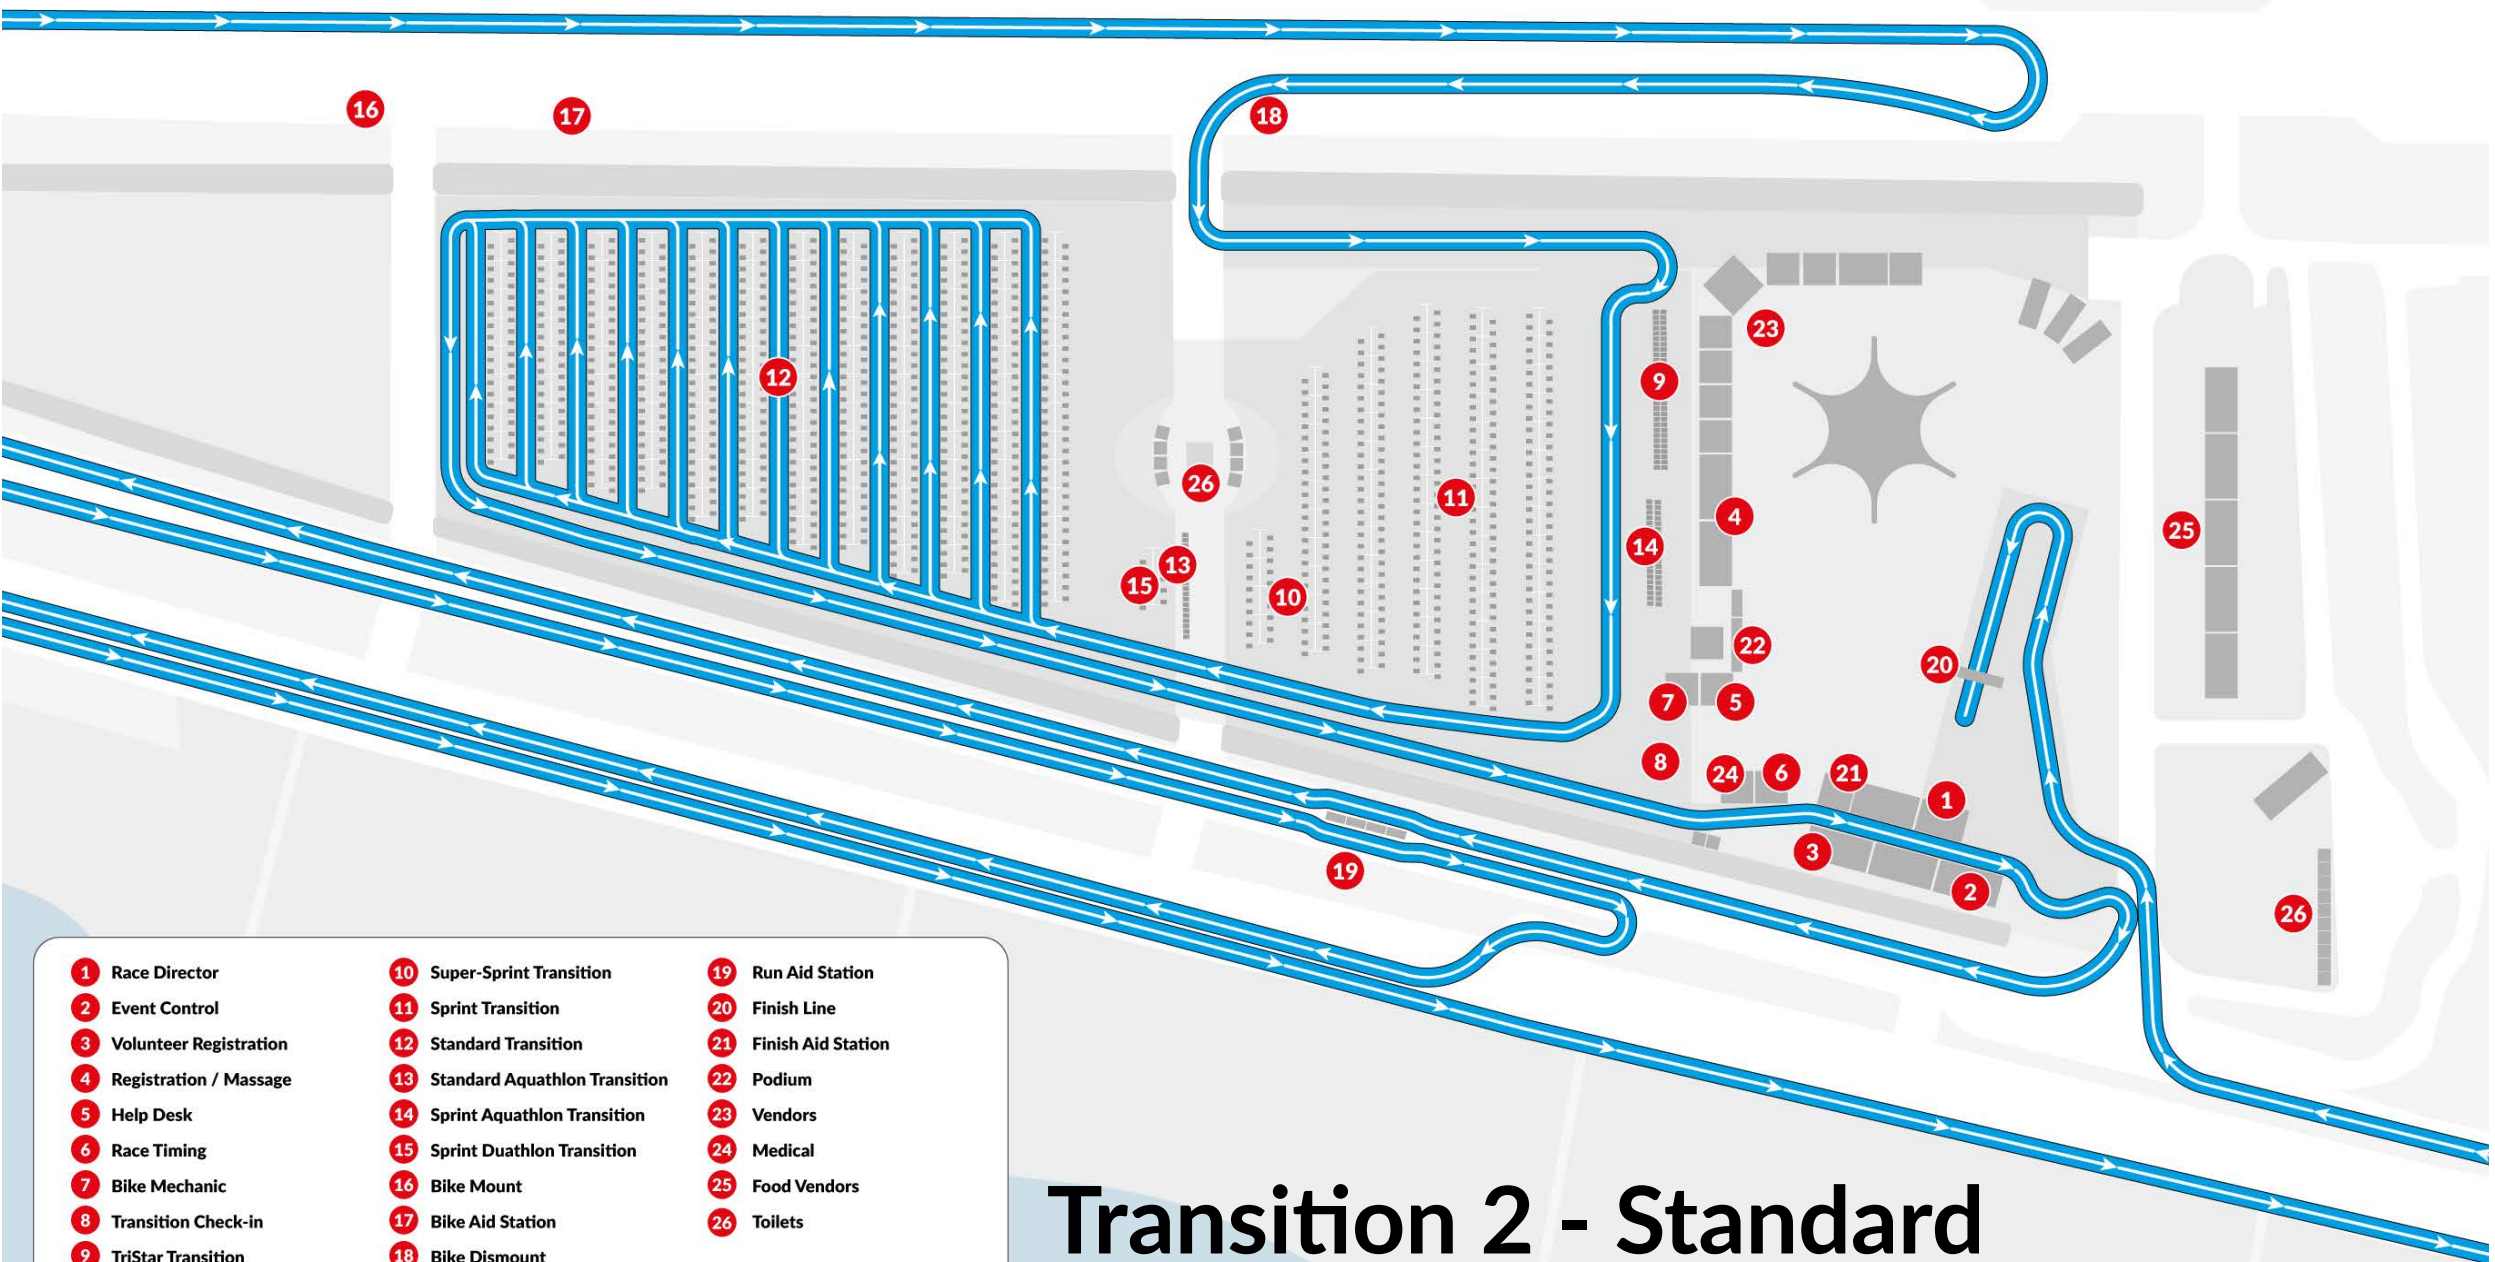 16
17
18
23
12
9
26
11
4
14
25
13
15
10
22
20
7
5
8
24
6
21
1
3
19
2
26
1 Race Director
2 Event Control
3 Volunteer Registration
4 Registration / Massage
5 Help Desk
6 Race Timing
7 Bike Mechanic
8 Transition Check-in
9 TriStar Transition
10 Super-Sprint Transition
11 Sprint Transition
12 Standard Transition
13 Standard Aquathlon Transition
14 Sprint Aquathlon Transition
15 Sprint Duathlon Transition
16 Bike Mount
17 Bike Aid Station
18 Bike Dismount
19 Run Aid Station
20 Finish Line
21 Finish Aid Station
22 Podium
23 Vendors
24 Medical
25 Food Vendors
26 Toilets
Transition 2 - Standard